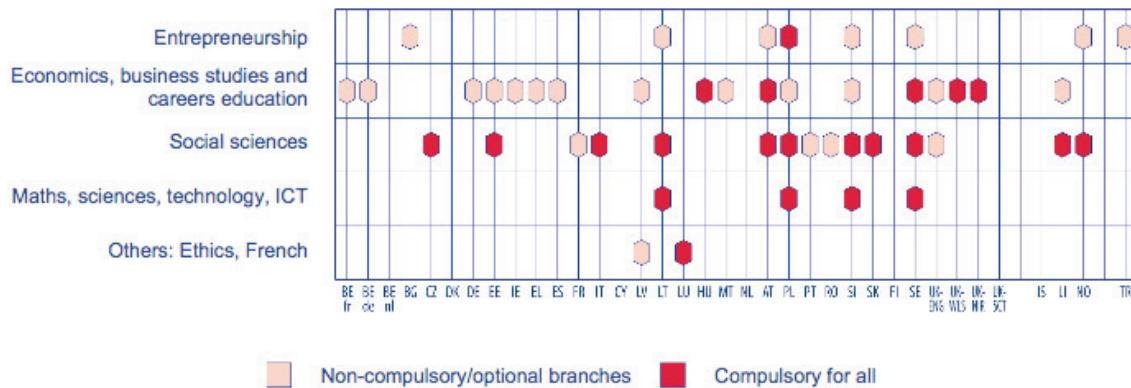 Entrepreneurship
Economics, business studies and
careers education
Social sciences
Maths, sciences, technology, ICT
Others: Ethics, French
BE fr BE de BE nl BG CZ DK DE EE IE EL ES FR IT CY LV LT LU HU MT NL AT PL PT RO SI SK FI SE UK-ENG UK-WLS UK-NIR UK-SCT IS LI NO TR
Non-compulsory/optional branches Compulsory for all